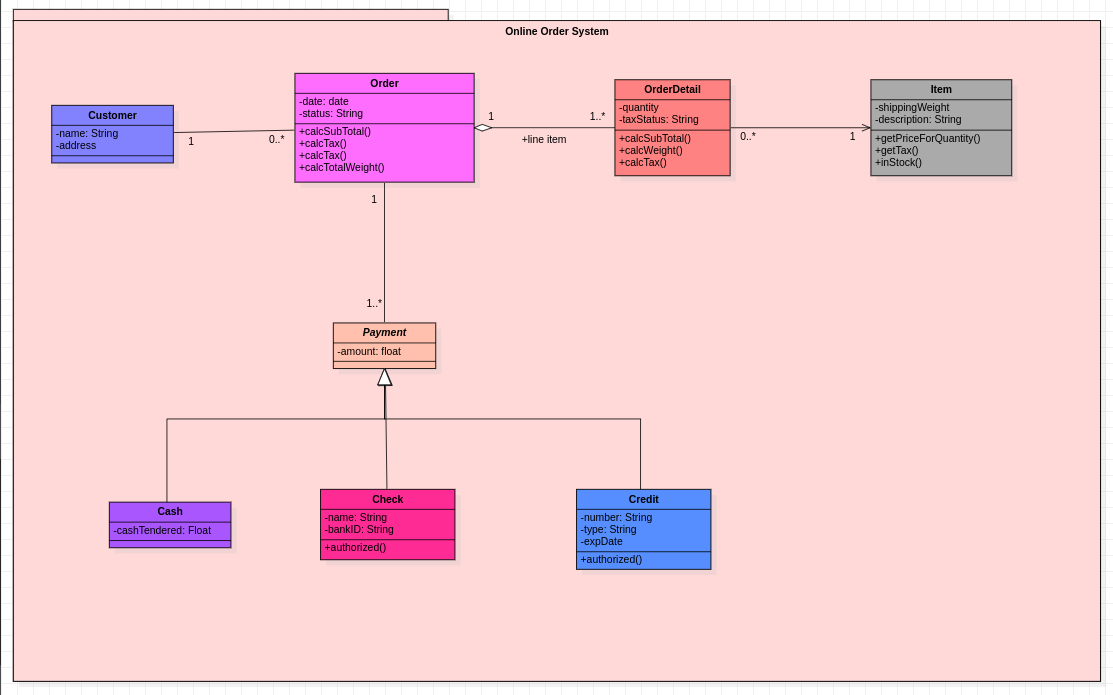 Online Order System
Customer
-name: String
-address
1
0..*
Order
-date: date
-status: String
+calcSubTotal()
+calcTax()
+calcTax()
+calcTotalWeight()
1
+line item
1..*
OrderDetail
-quantity
-taxStatus: String
+calcSubTotal()
+calcWeight()
+calcTax()
0..*
1
Item
-shippingWeight
-description: String
+getPriceForQuantity()
+getTax()
+inStock()
1
1..*
Payment
-amount: float
Cash
-cashTendered: Float
Check
-name: String
-bankID: String
+authorized()
Credit
-number: String
-type: String
-expDate
+authorized()